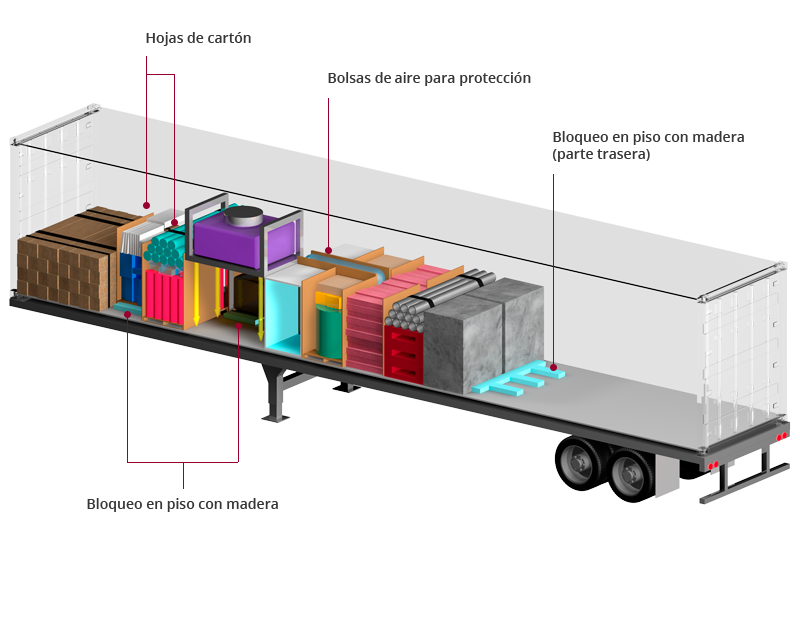 Hojas de cartón
Bolsas de aire para protección
Bloqueo en piso con madera
(parte trasera)
Bloqueo en piso con madera